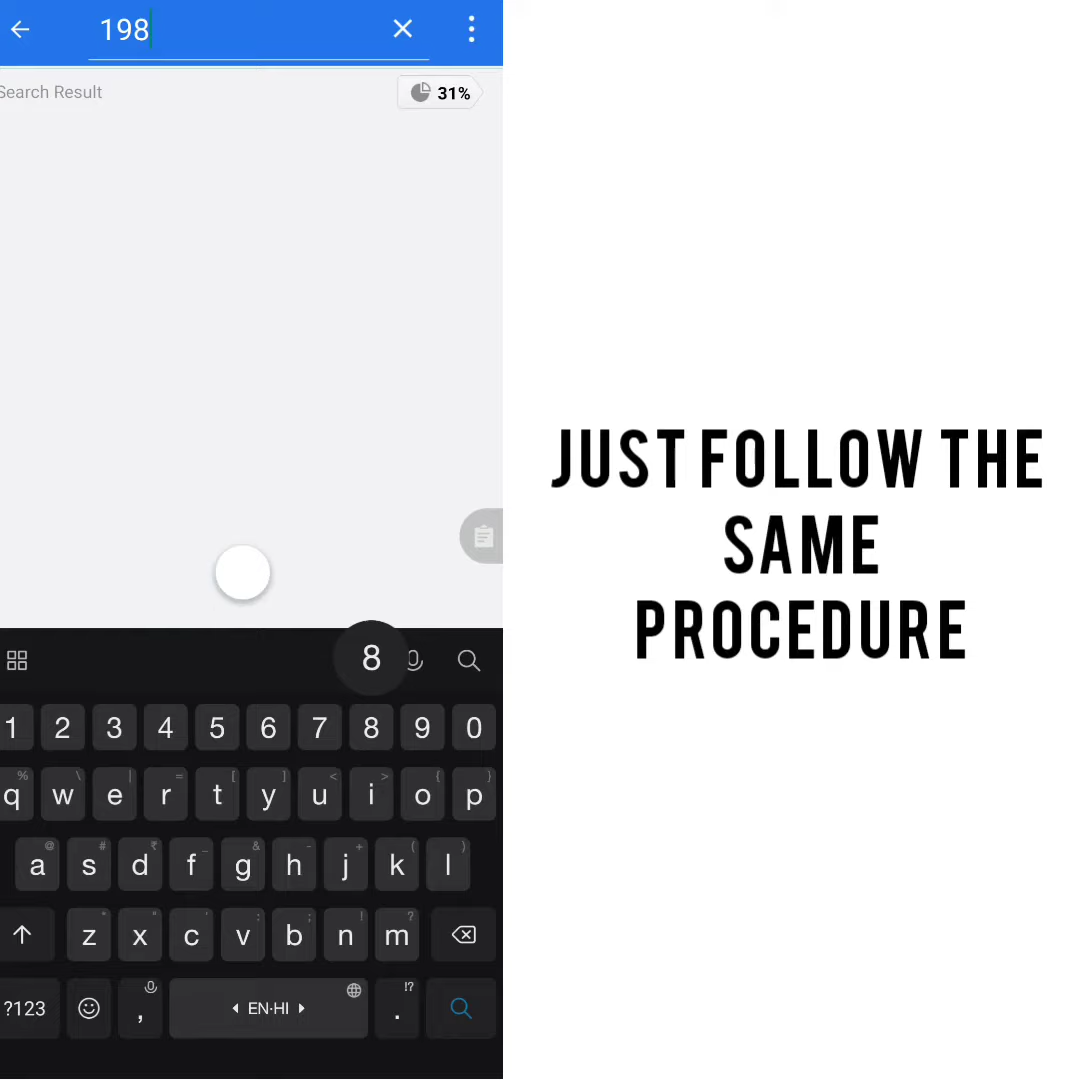 198
Search Result
31%
8
1 2 3 4 5 6 7 8 9 0
% \ | = [ ] < > { }
q w e r t y u i o p
@ # ₹ _ & - + ( )
a s d f g h j k l
* " ' : ; ! ?
z x c v b n m
?123 , EN·HI !? .
JUST FOLLOW THE
SAME
PROCEDURE